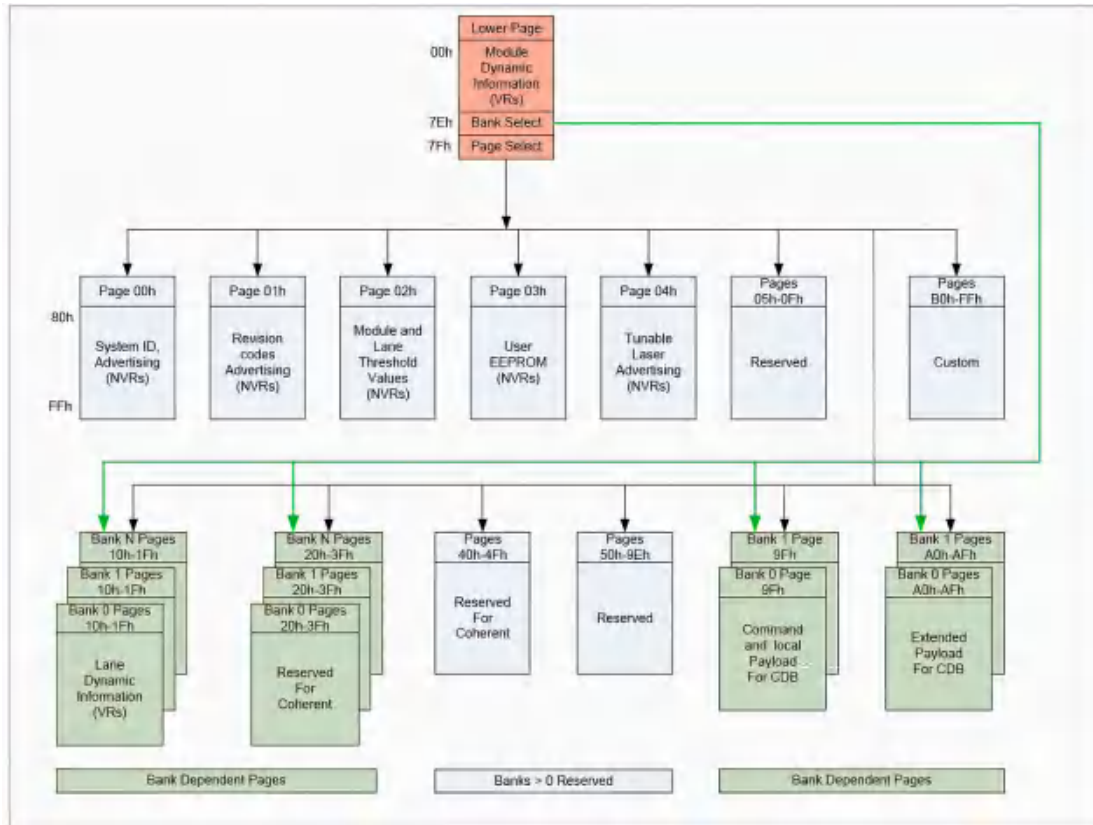 Lower Page
00h
Module
Dynamic
Information
(VRs)
7Eh
Bank Select
7Fh
Page Select
Page 00h
Page 01h
Page 02h
Page 03h
Page 04h
Pages
05h-0Fh
Pages
B0h-FFh
80h
FFh
System ID,
Advertising
(NVRs)
Revision
codes
Advertising
(NVRs)
Module and
Lane
Threshold
Values
(NVRs)
User
EEPROM
(NVRs)
Tunable
Laser
Advertising
(NVRs)
Reserved
Custom
Bank N Pages
10h-1Fh
Bank 1 Pages
10h-1Fh
Bank 0 Pages
10h-1Fh
Lane
Dynamic
Information
(VRs)
Bank N Pages
20h-3Fh
Bank 1 Pages
20h-3Fh
Bank 0 Pages
20h-3Fh
Reserved
For
Coherent
Pages
40h-4Fh
Reserved
For
Coherent
Pages
50h-9Eh
Reserved
Bank 1 Page
9Fh
Bank 0 Page
9Fh
Command
and local
Payload
For CDB
Bank 1 Pages
A0h-AFh
Bank 0 Pages
A0h-AFh
Extended
Payload
For CDB
Bank Dependent Pages
Banks > 0 Reserved
Bank Dependent Pages